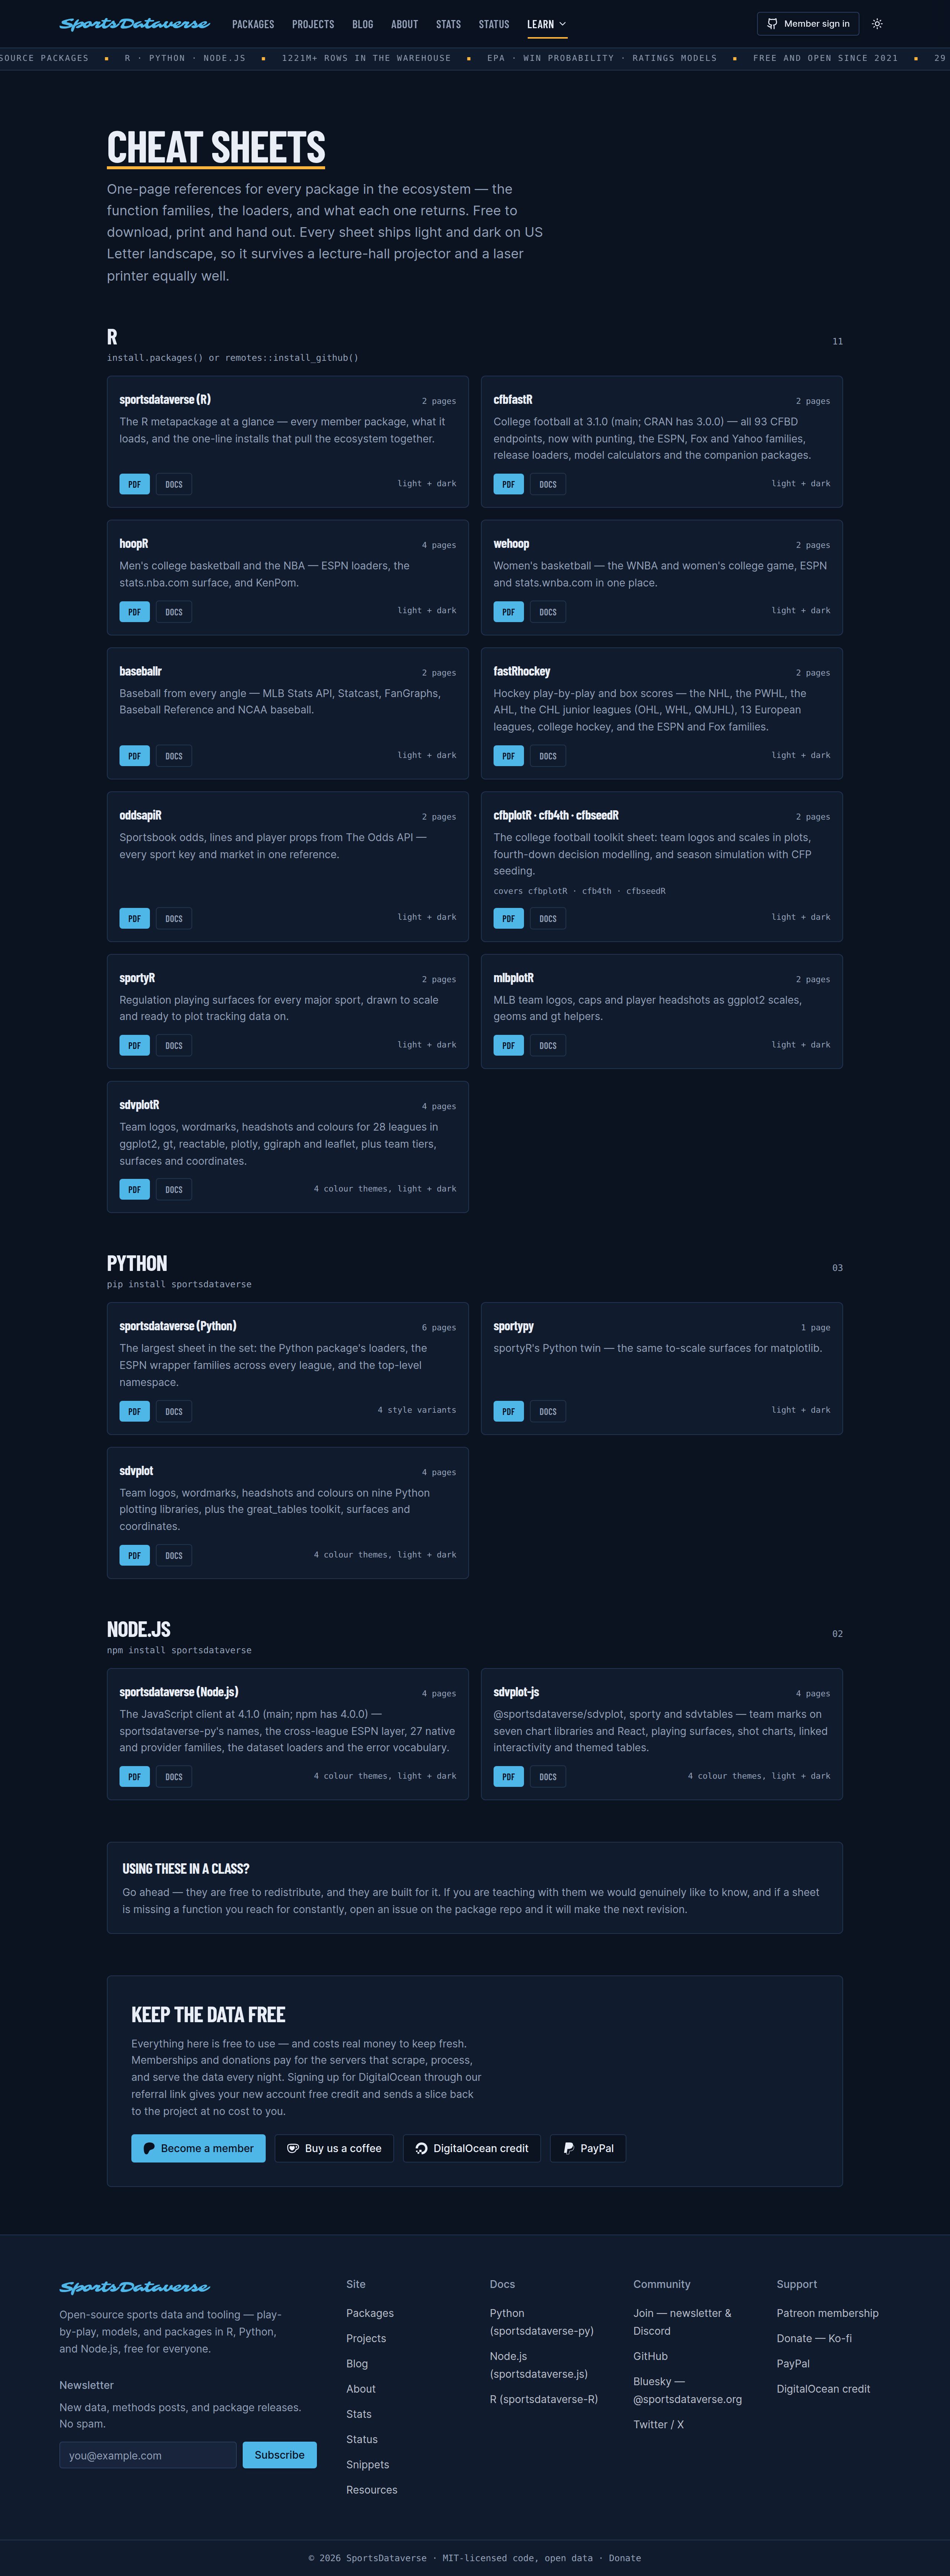 SportsDataverse PACKAGES PROJECTS BLOG ABOUT STATS STATUS LEARN Member sign in
SOURCE PACKAGES ▪ R · PYTHON · NODE.JS ▪ 1221M+ ROWS IN THE WAREHOUSE ▪ EPA · WIN PROBABILITY · RATINGS MODELS ▪ FREE AND OPEN SINCE 2021 ▪ 29
CHEAT SHEETS
One-page references for every package in the ecosystem — the
function families, the loaders, and what each one returns. Free to
download, print and hand out. Every sheet ships light and dark on US
Letter landscape, so it survives a lecture-hall projector and a laser
printer equally well.
R
11
install.packages() or remotes::install_github()
sportsdataverse (R)
2 pages
The R metapackage at a glance — every member package, what it
loads, and the one-line installs that pull the ecosystem together.
PDF DOCS light + dark
cfbfastR
2 pages
College football at 3.1.0 (main; CRAN has 3.0.0) — all 93 CFBD
endpoints, now with punting, the ESPN, Fox and Yahoo families,
release loaders, model calculators and the companion packages.
PDF DOCS light + dark
hoopR
4 pages
Men's college basketball and the NBA — ESPN loaders, the
stats.nba.com surface, and KenPom.
PDF DOCS light + dark
wehoop
2 pages
Women's basketball — the WNBA and women's college game, ESPN
and stats.wnba.com in one place.
PDF DOCS light + dark
baseballr
2 pages
Baseball from every angle — MLB Stats API, Statcast, FanGraphs,
Baseball Reference and NCAA baseball.
PDF DOCS light + dark
fastRhockey
2 pages
Hockey play-by-play and box scores — the NHL, the PWHL, the
AHL, the CHL junior leagues (OHL, WHL, QMJHL), 13 European
leagues, college hockey, and the ESPN and Fox families.
PDF DOCS light + dark
oddsapiR
2 pages
Sportsbook odds, lines and player props from The Odds API —
every sport key and market in one reference.
PDF DOCS light + dark
cfbplotR · cfb4th · cfbseedR
2 pages
The college football toolkit sheet: team logos and scales in plots,
fourth-down decision modelling, and season simulation with CFP
seeding.
covers cfbplotR · cfb4th · cfbseedR
PDF DOCS light + dark
sportyR
2 pages
Regulation playing surfaces for every major sport, drawn to scale
and ready to plot tracking data on.
PDF DOCS light + dark
mlbplotR
2 pages
MLB team logos, caps and player headshots as ggplot2 scales,
geoms and gt helpers.
PDF DOCS light + dark
sdvplotR
4 pages
Team logos, wordmarks, headshots and colours for 28 leagues in
ggplot2, gt, reactable, plotly, ggiraph and leaflet, plus team tiers,
surfaces and coordinates.
PDF DOCS 4 colour themes, light + dark
PYTHON
03
pip install sportsdataverse
sportsdataverse (Python)
6 pages
The largest sheet in the set: the Python package's loaders, the
ESPN wrapper families across every league, and the top-level
namespace.
PDF DOCS 4 style variants
sportypy
1 page
sportyR's Python twin — the same to-scale surfaces for matplotlib.
PDF DOCS light + dark
sdvplot
4 pages
Team logos, wordmarks, headshots and colours on nine Python
plotting libraries, plus the great_tables toolkit, surfaces and
coordinates.
PDF DOCS 4 colour themes, light + dark
NODE.JS
02
npm install sportsdataverse
sportsdataverse (Node.js)
4 pages
The JavaScript client at 4.1.0 (main; npm has 4.0.0) —
sportsdataverse-py's names, the cross-league ESPN layer, 27 native
and provider families, the dataset loaders and the error vocabulary.
PDF DOCS 4 colour themes, light + dark
sdvplot-js
4 pages
@sportsdataverse/sdvplot, sporty and sdvtables — team marks on
seven chart libraries and React, playing surfaces, shot charts, linked
interactivity and themed tables.
PDF DOCS 4 colour themes, light + dark
USING THESE IN A CLASS?
Go ahead — they are free to redistribute, and they are built for it. If you are teaching with them we would genuinely like to know, and if a sheet
is missing a function you reach for constantly, open an issue on the package repo and it will make the next revision.
KEEP THE DATA FREE
Everything here is free to use — and costs real money to keep fresh.
Memberships and donations pay for the servers that scrape, process,
and serve the data every night. Signing up for DigitalOcean through our
referral link gives your new account free credit and sends a slice back
to the project at no cost to you.
Become a member Buy us a coffee DigitalOcean credit PayPal
SportsDataverse
Open-source sports data and tooling — play-
by-play, models, and packages in R, Python,
and Node.js, free for everyone.
Newsletter
New data, methods posts, and package releases.
No spam.
you@example.com Subscribe
Site
Packages
Projects
Blog
About
Stats
Status
Snippets
Resources
Docs
Python
(sportsdataverse-py)
Node.js
(sportsdataverse.js)
R (sportsdataverse-R)
Community
Join — newsletter &
Discord
GitHub
Bluesky —
@sportsdataverse.org
Twitter / X
Support
Patreon membership
Donate — Ko-fi
PayPal
DigitalOcean credit
© 2026 SportsDataverse · MIT-licensed code, open data · Donate